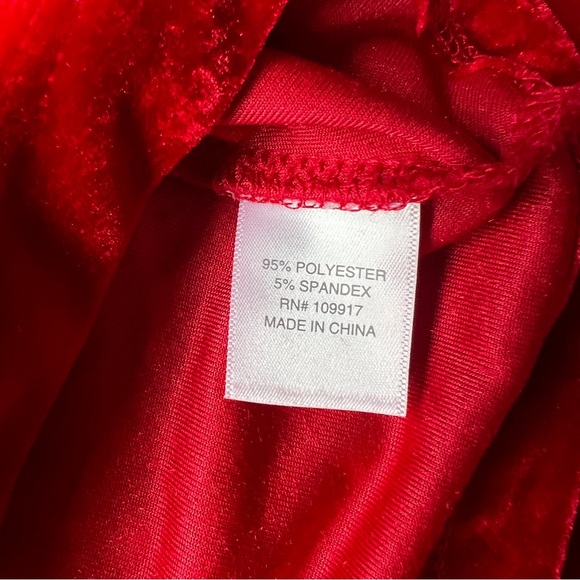 95% POLYESTER
5% SPANDEX
RN# 109917
MADE IN CHINA